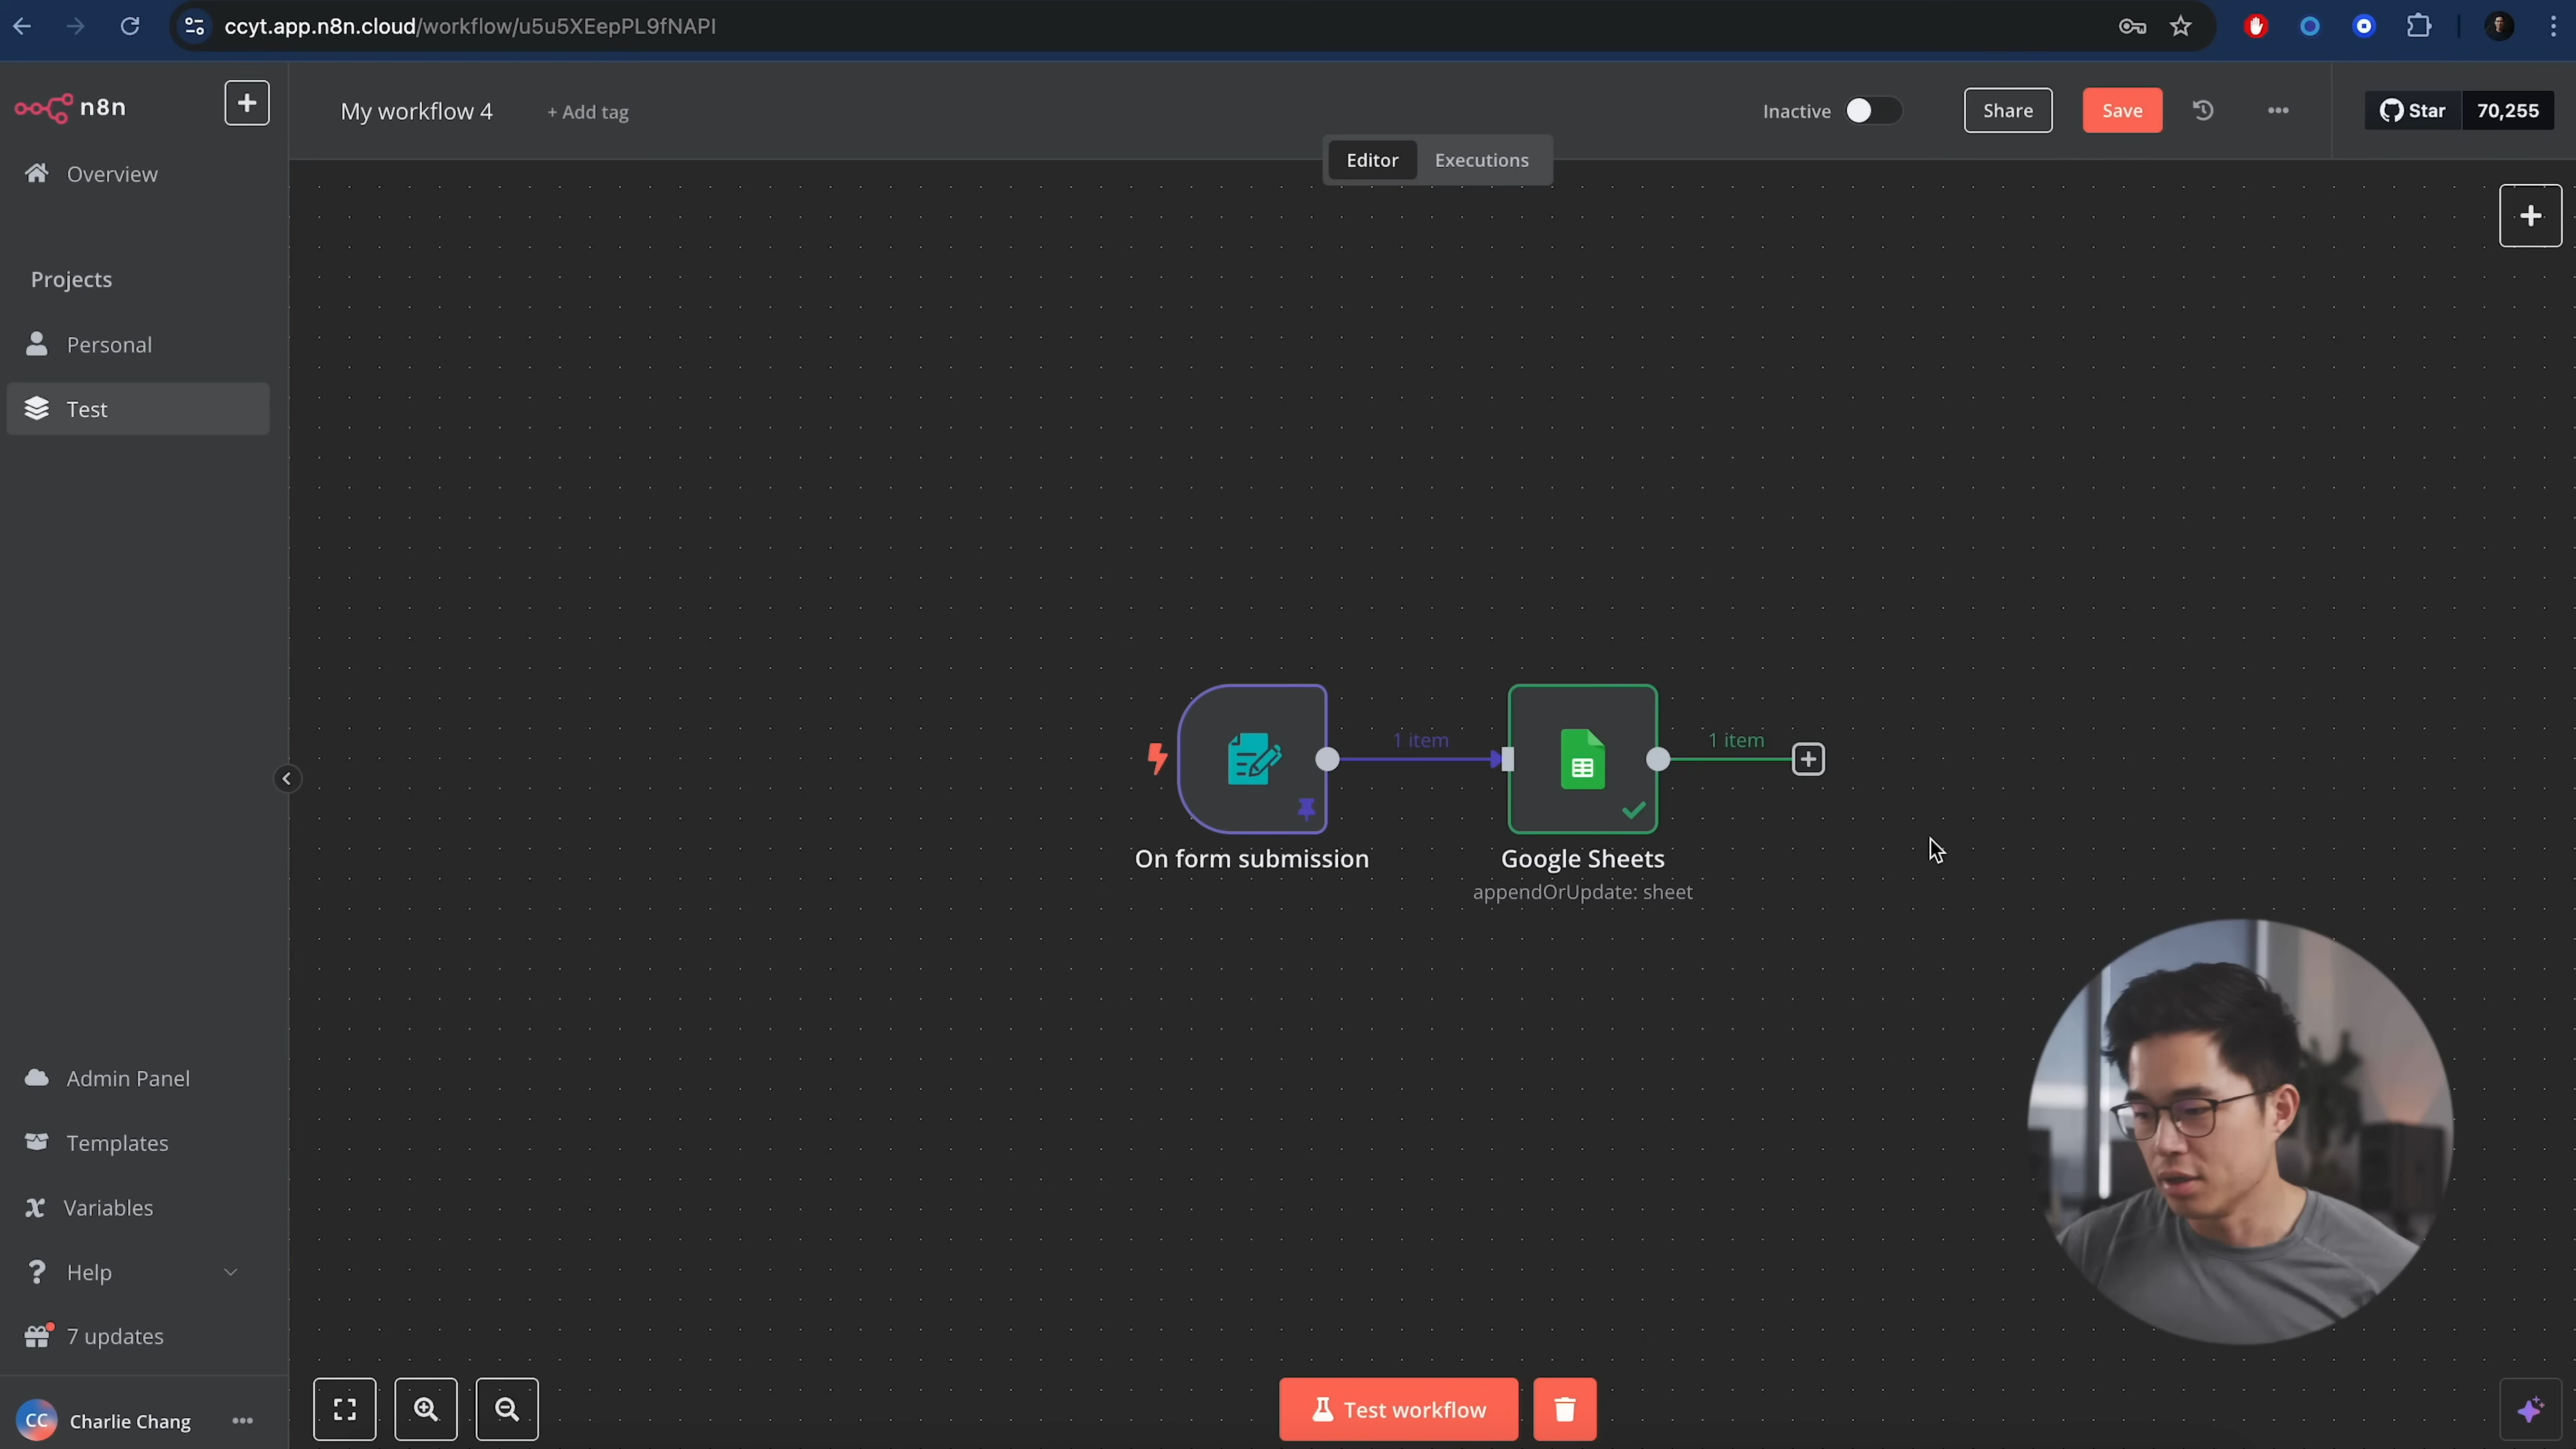 ccyt.app.n8n.cloud/workflow/u5u5XEepPL9fNAPI
n8n
My workflow 4
+ Add tag
Inactive
Share
Save
Star
70,255
Editor
Executions
Overview
Projects
Personal
Test
1 item
1 item
On form submission
Google Sheets
appendOrUpdate: sheet
Admin Panel
Templates
Variables
Help
7 updates
CC
Charlie Chang
Test workflow